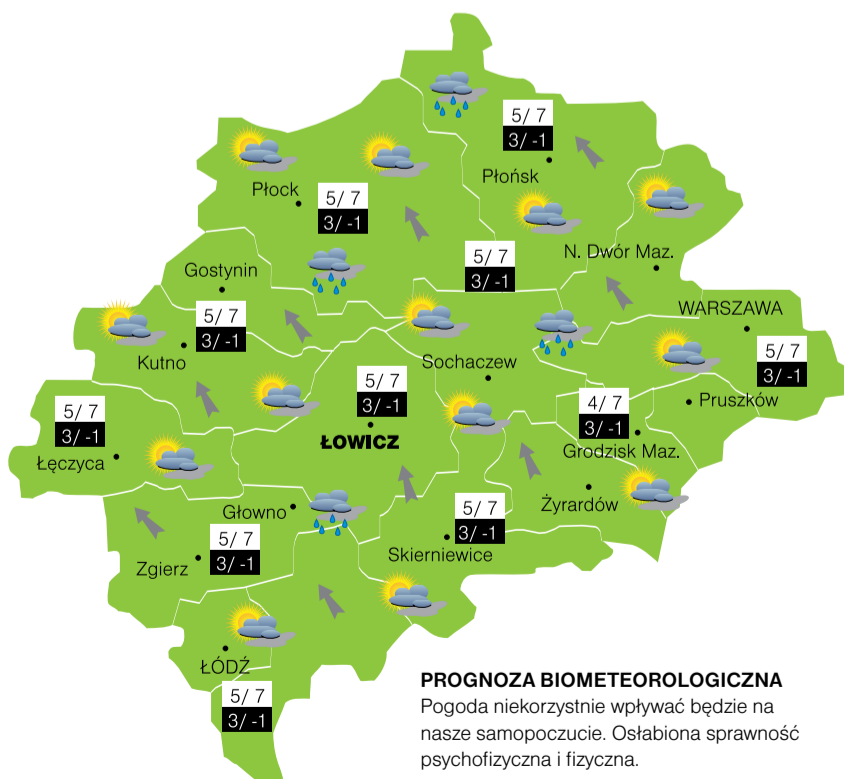 5/ 7
3/ -1
Płońsk
Płock
5/ 7
3/ -1
5/ 7
3/ -1
N. Dwór Maz.
Gostynin
5/ 7
3/ -1
Kutno
WARSZAWA
5/ 7
3/ -1
Sochaczew
5/ 7
3/ -1
ŁOWICZ
Pruszków
4/ 7
3/ -1
Grodzisk Maz.
5/ 7
3/ -1
Łęczyca
Żyrardów
Głowno
5/ 7
3/ -1
Skierniewice
5/ 7
3/ -1
Zgierz
ŁÓDŹ
5/ 7
3/ -1
PROGNOZA BIOMETEOROLOGICZNA
Pogoda niekorzystnie wpływać będzie na
nasze samopoczucie. Osłabiona sprawność
psychofizyczna i fizyczna.